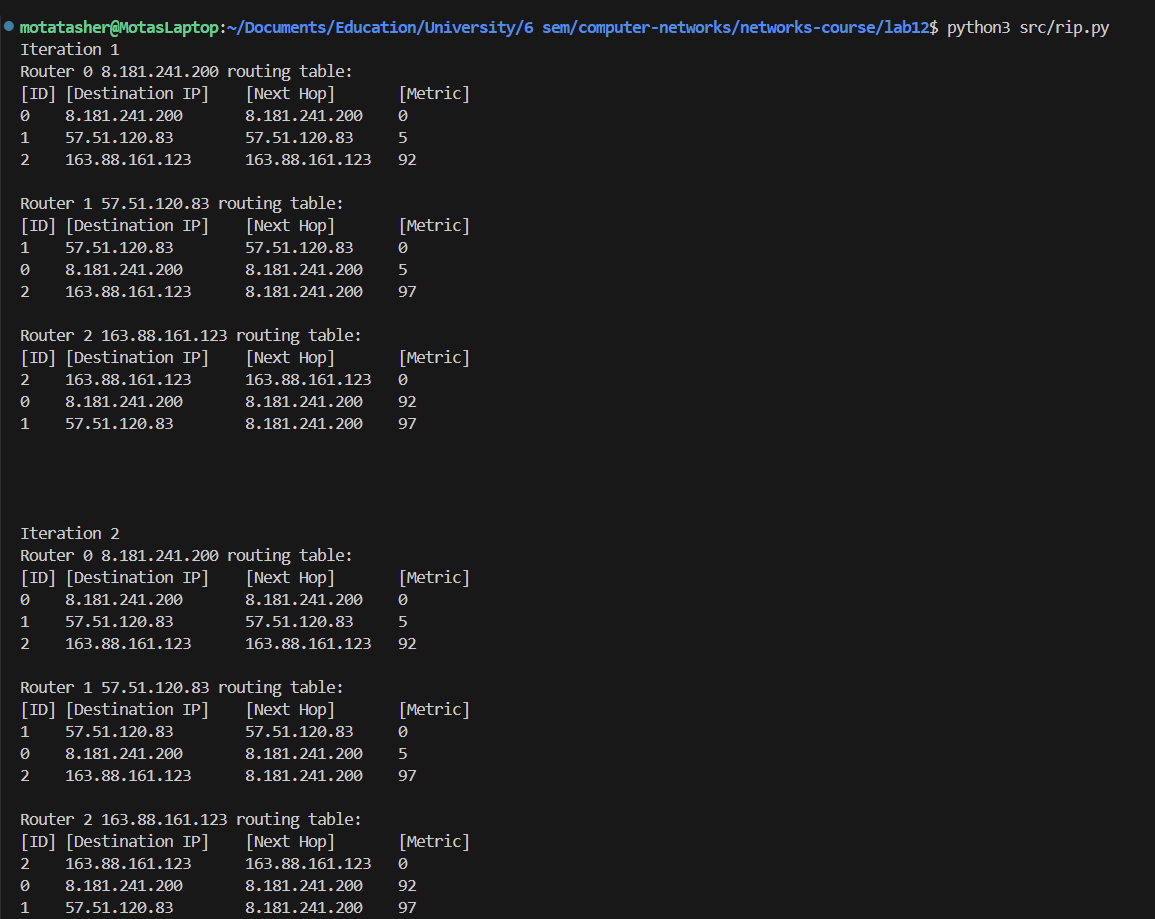 motatasher@MotasLaptop:~/Documents/Education/University/6 sem/computer-networks/networks-course/lab12$ python3 src/rip.py
Iteration 1
Router 0 8.181.241.200 routing table:
[ID] [Destination IP]    [Next Hop]       [Metric]
0    8.181.241.200       8.181.241.200    0
1    57.51.120.83        57.51.120.83     5
2    163.88.161.123      163.88.161.123   92

Router 1 57.51.120.83 routing table:
[ID] [Destination IP]    [Next Hop]       [Metric]
1    57.51.120.83        57.51.120.83     0
0    8.181.241.200       8.181.241.200    5
2    163.88.161.123      8.181.241.200    97

Router 2 163.88.161.123 routing table:
[ID] [Destination IP]    [Next Hop]       [Metric]
2    163.88.161.123      163.88.161.123   0
0    8.181.241.200       8.181.241.200    92
1    57.51.120.83        8.181.241.200    97

Iteration 2
Router 0 8.181.241.200 routing table:
[ID] [Destination IP]    [Next Hop]       [Metric]
0    8.181.241.200       8.181.241.200    0
1    57.51.120.83        57.51.120.83     5
2    163.88.161.123      163.88.161.123   92

Router 1 57.51.120.83 routing table:
[ID] [Destination IP]    [Next Hop]       [Metric]
1    57.51.120.83        57.51.120.83     0
0    8.181.241.200       8.181.241.200    5
2    163.88.161.123      8.181.241.200    97

Router 2 163.88.161.123 routing table:
[ID] [Destination IP]    [Next Hop]       [Metric]
2    163.88.161.123      163.88.161.123   0
0    8.181.241.200       8.181.241.200    92
1    57.51.120.83        8.181.241.200    97